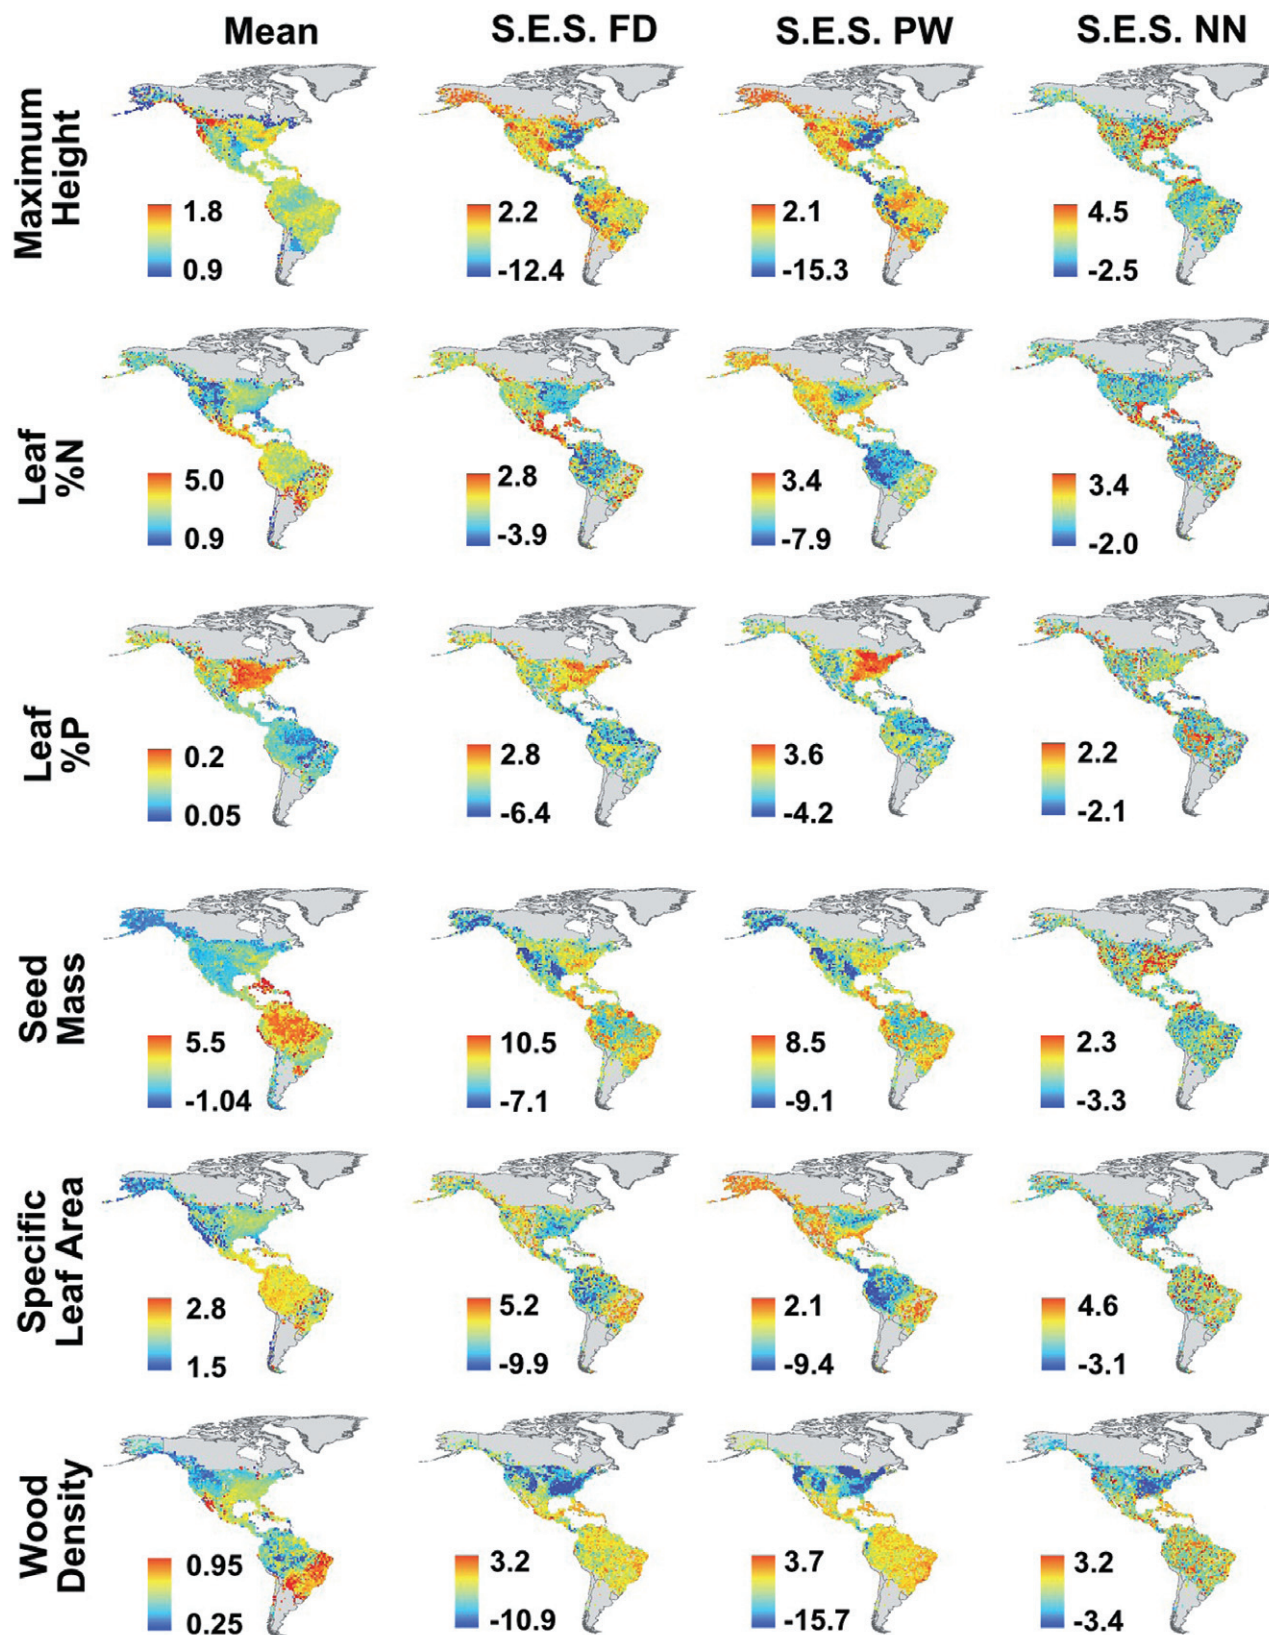 Mean S.E.S. FD S.E.S. PW S.E.S. NN
Maximum
Height
1.8 2.2 2.1 4.5
0.9 -12.4 -15.3 -2.5
Leaf
%N
5.0 2.8 3.4 3.4
0.9 -3.9 -7.9 -2.0
Leaf
%P
0.2 2.8 3.6 2.2
0.05 -6.4 -4.2 -2.1
Seed
Mass
5.5 10.5 8.5 2.3
-1.04 -7.1 -9.1 -3.3
Specific
Leaf Area
2.8 5.2 2.1 4.6
1.5 -9.9 -9.4 -3.1
Wood
Density
0.95 3.2 3.7 3.2
0.25 -10.9 -15.7 -3.4